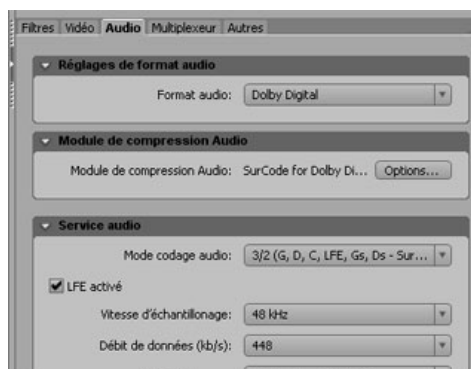 Filtres Vidéo Audio Multiplexeur Autres
Réglages de format audio
Format audio: Dolby Digital
Module de compression Audio
Module de compression Audio: SurCode for Dolby Di... Options...
Service audio
Mode codage audio: 3/2 (G, D, C, LFE, Gs, Ds - Sur...
LFE activé
Vitesse d'échantillonage: 48 kHz
Débit de données (kb/s): 448